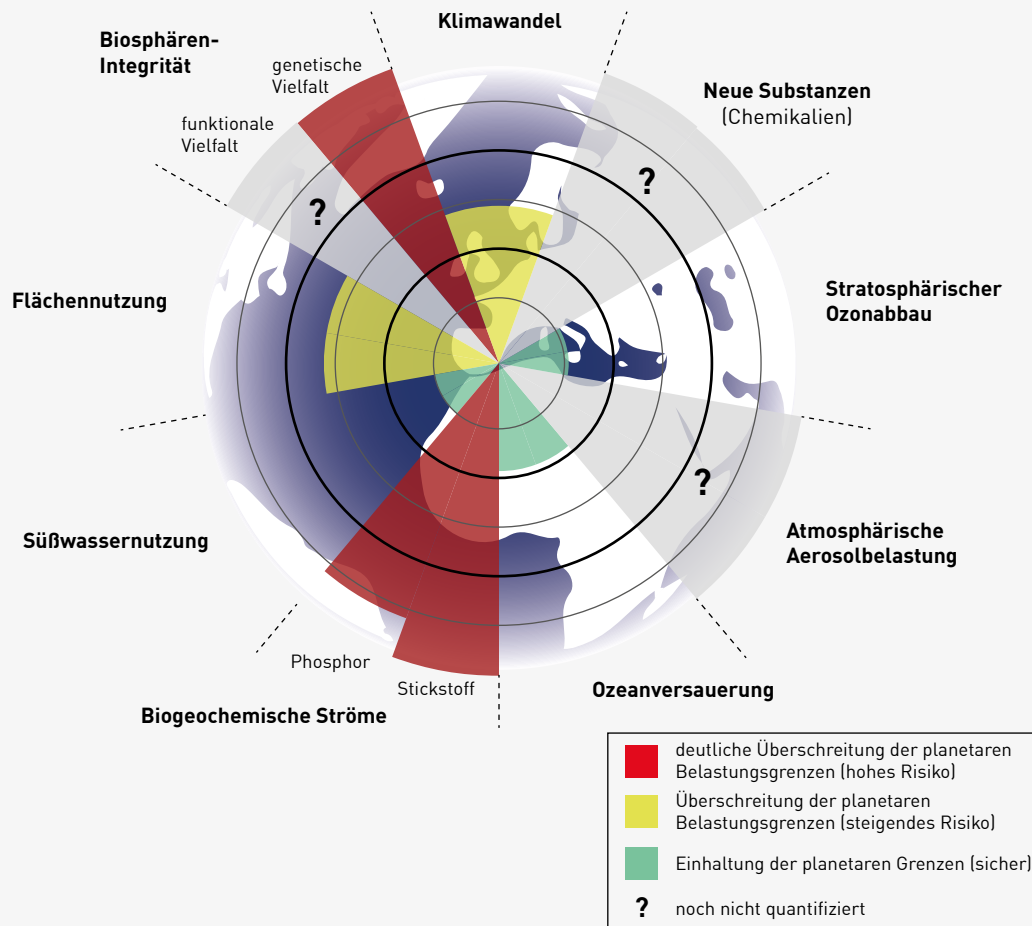 Klimawandel
Biosphären-
Integrität
genetische
Vielfalt
funktionale
Vielfalt
Neue Substanzen
(Chemikalien)
?
?
Flächennutzung
Stratosphärischer
Ozonabbau
?
Süßwassernutzung
Atmosphärische
Aerosolbelastung
Phosphor
Stickstoff
Ozeanversauerung
Biogeochemische Ströme
deutliche Überschreitung der planetaren
Belastungsgrenzen (hohes Risiko)
Überschreitung der planetaren
Belastungsgrenzen (steigendes Risiko)
Einhaltung der planetaren Grenzen (sicher)
? noch nicht quantifiziert